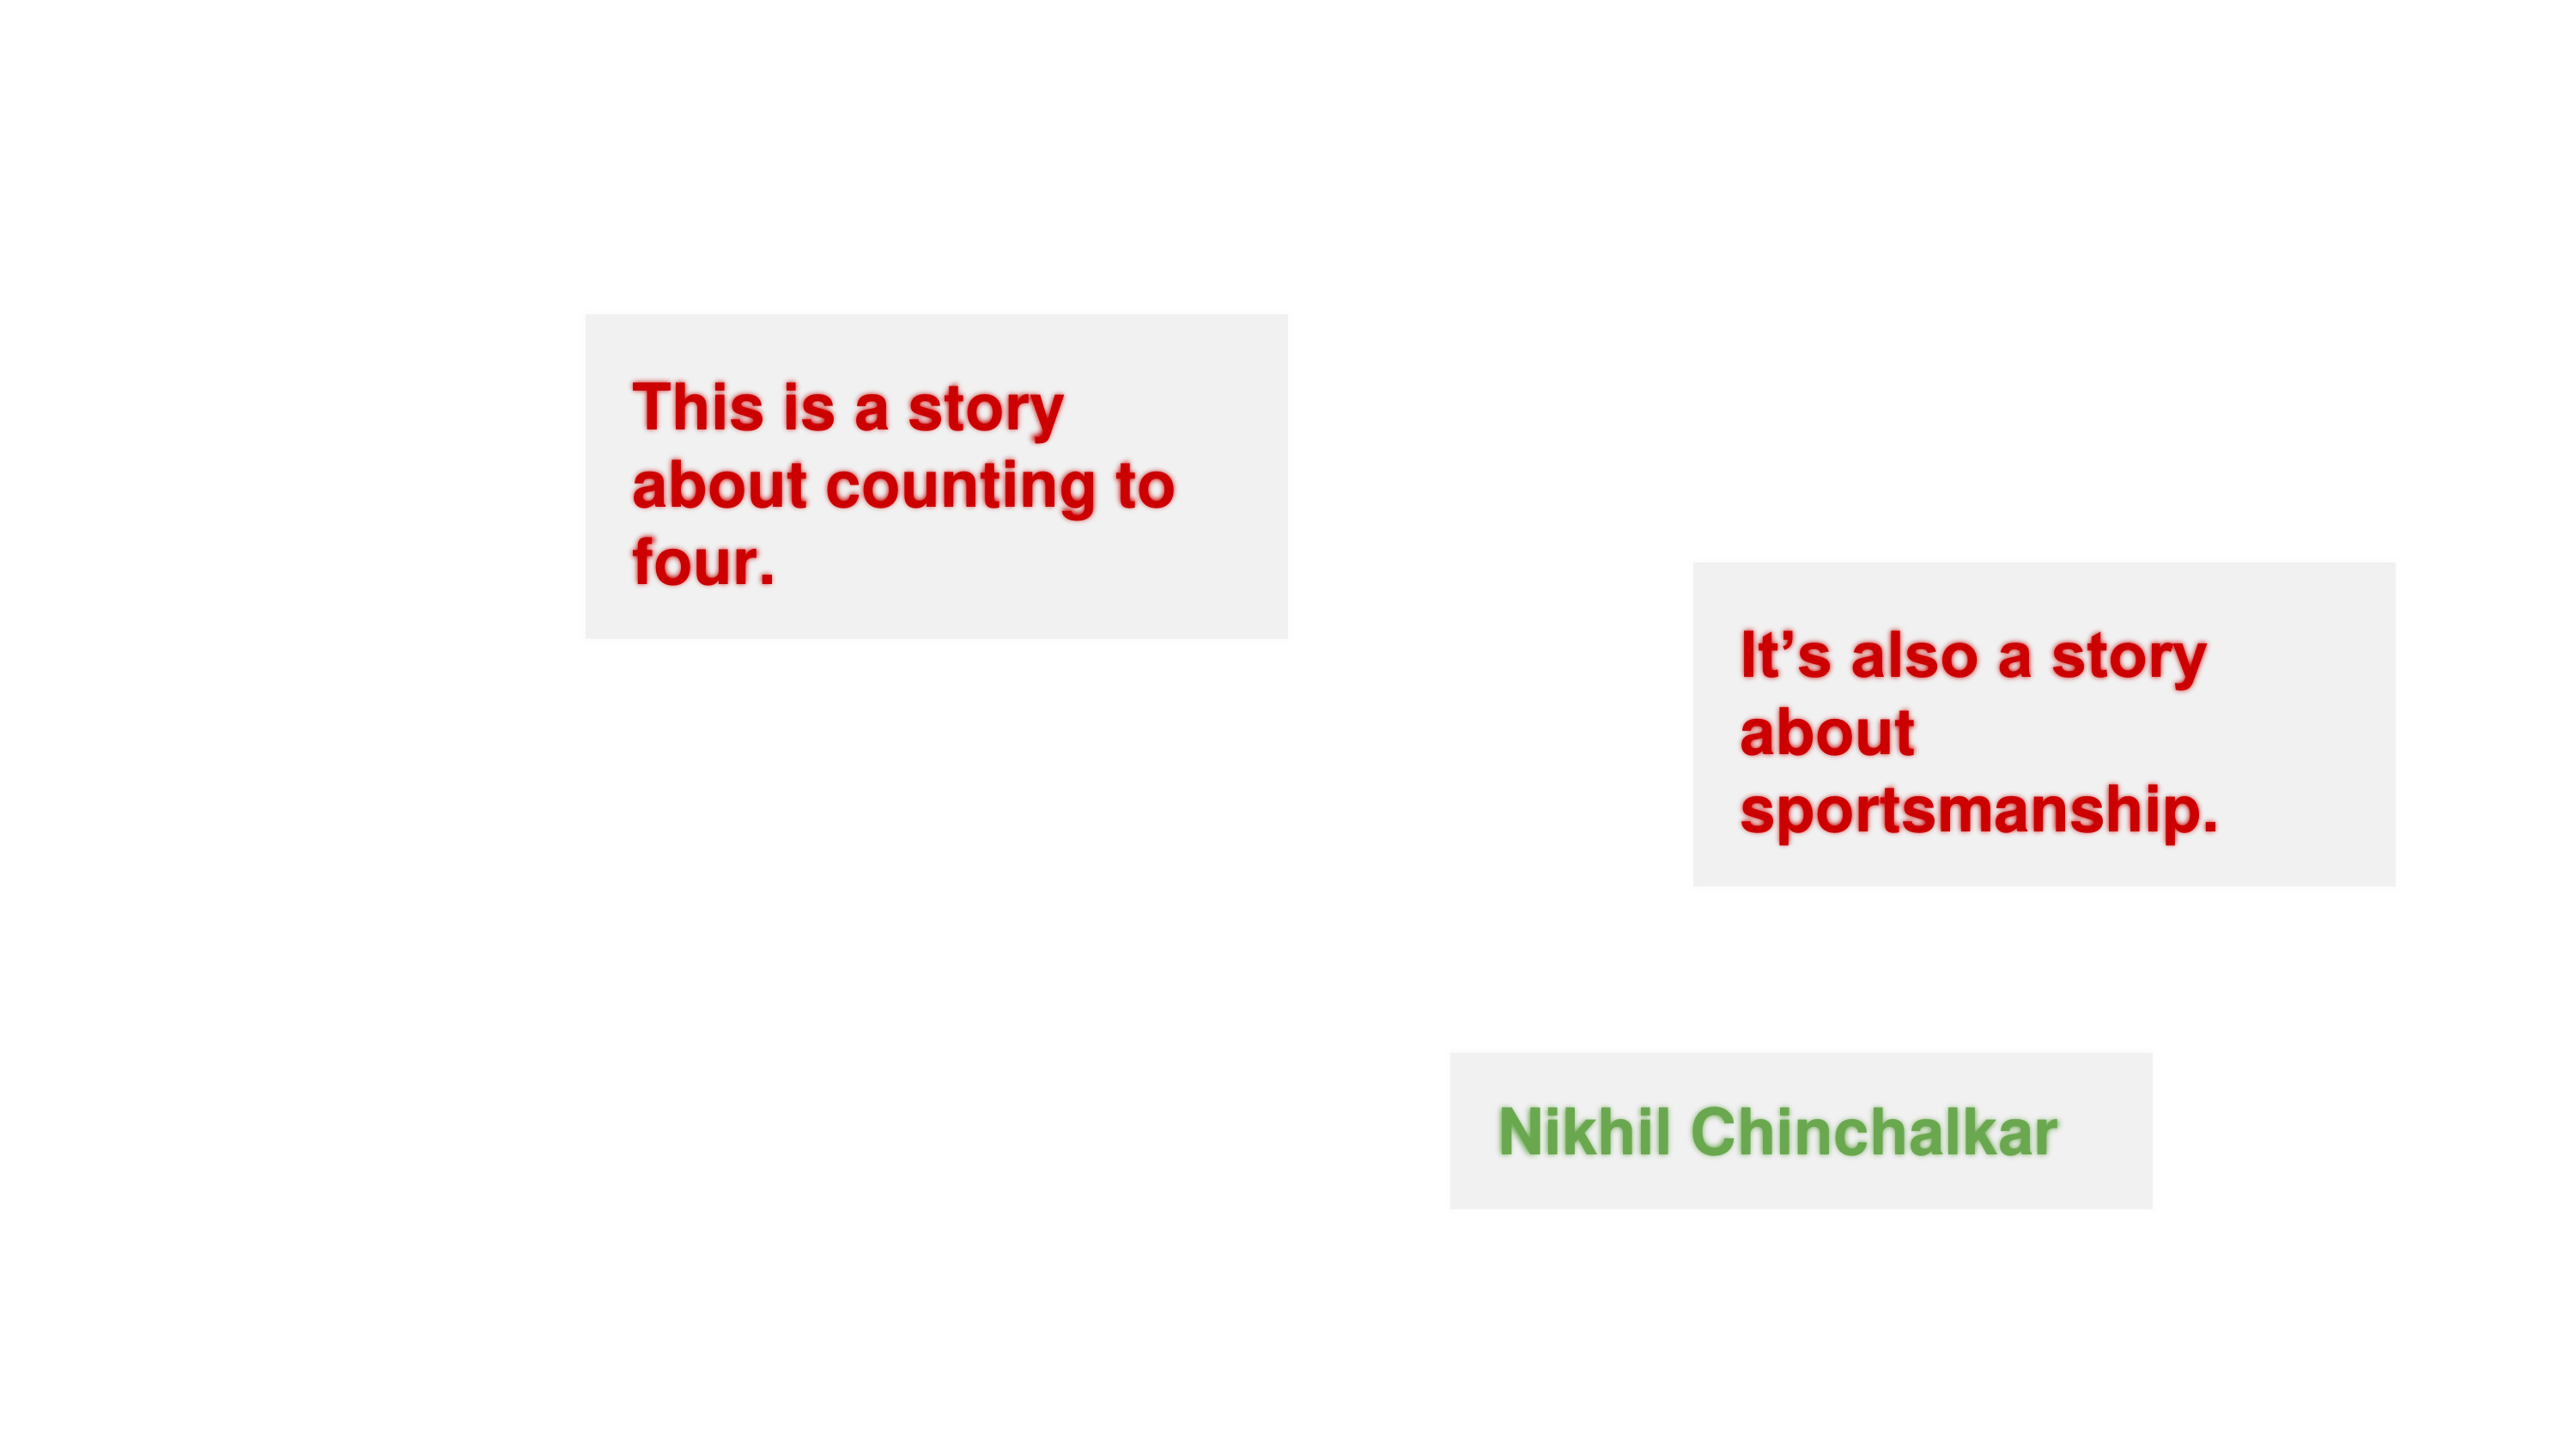 This is a story
about counting to
four.
It’s also a story
about
sportsmanship.
Nikhil Chinchalkar